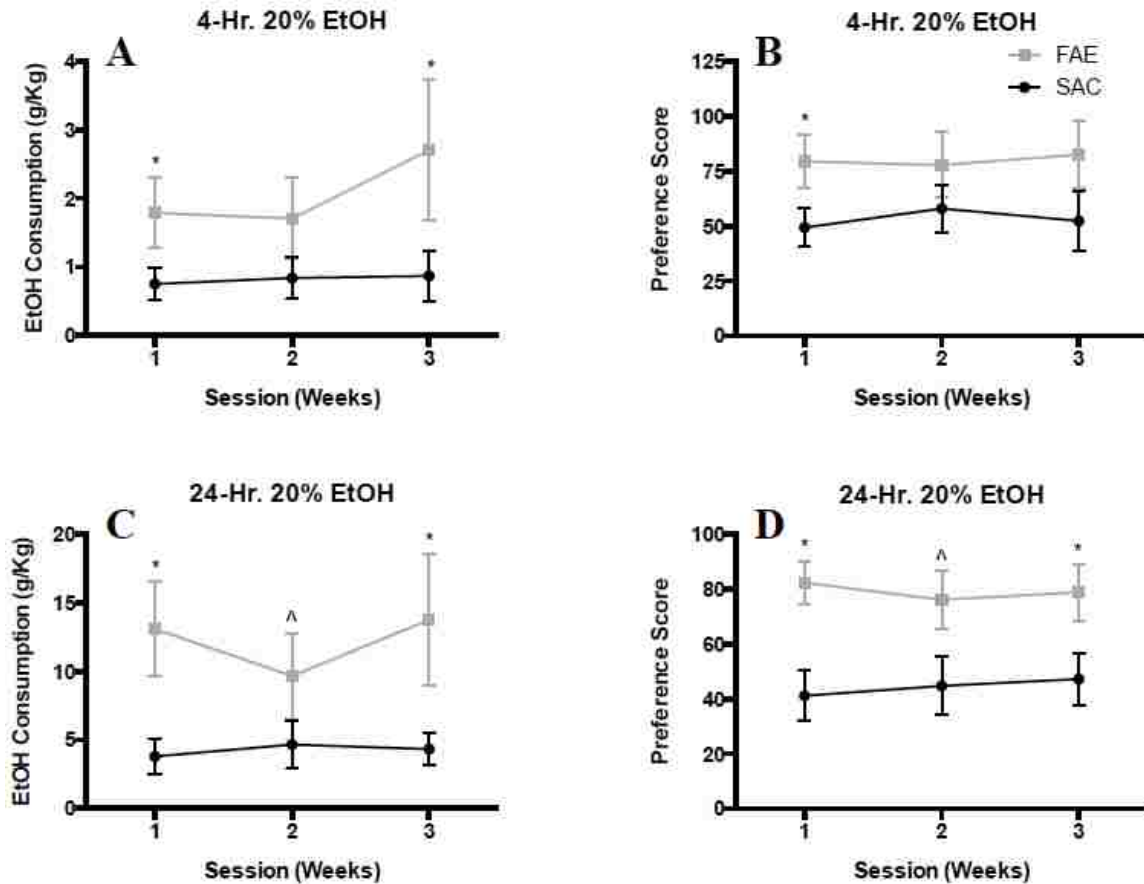 4-Hr. 20% EtOH
A
EtOH Consumption (g/Kg)
4
3
2
1
0
*
*
1 2 3
Session (Weeks)
4-Hr. 20% EtOH
B
FAE
SAC
Preference Score
125
100
75
50
25
0
*
1 2 3
Session (Weeks)
24-Hr. 20% EtOH
C
EtOH Consumption (g/Kg)
20
15
10
5
0
*
^
*
1 2 3
Session (Weeks)
24-Hr. 20% EtOH
D
Preference Score
100
80
60
40
20
0
*
^
*
1 2 3
Session (Weeks)